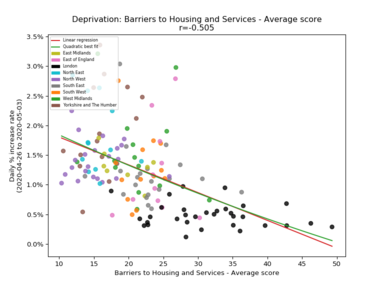 Deprivation: Barriers to Housing and Services - Average score
r=-0.505
Daily % increase rate
(2020-04-26 to 2020-05-03)
3.5%
3.0%
2.5%
2.0%
1.5%
1.0%
0.5%
0.0%
Linear regression
Quadratic best fit
East Midlands
East of England
London
North East
North West
South East
South West
West Midlands
Yorkshire and The Humber
10 15 20 25 30 35 40 45 50
Barriers to Housing and Services - Average score